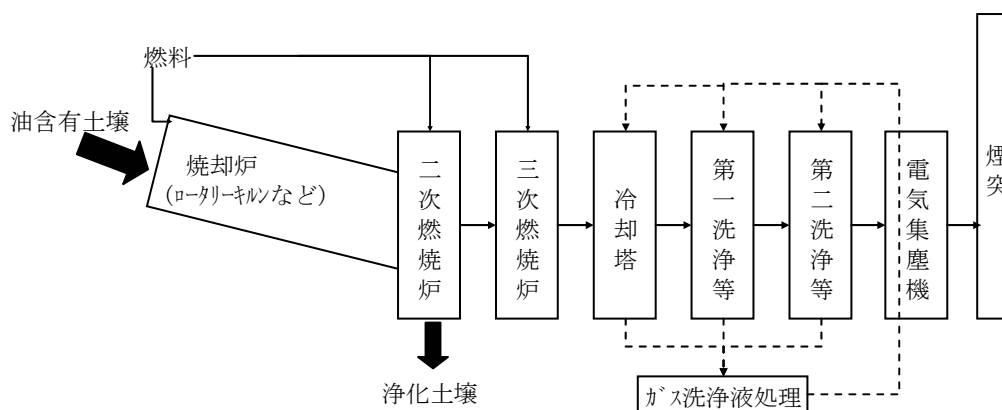 燃料
油含有土壌
焼却炉
(ロータリーキルンなど)
二次燃焼炉
三次燃焼炉
冷却塔
第一洗浄等
第二洗浄等
電気集塵機
煙突
浄化土壌
ガス洗浄液処理